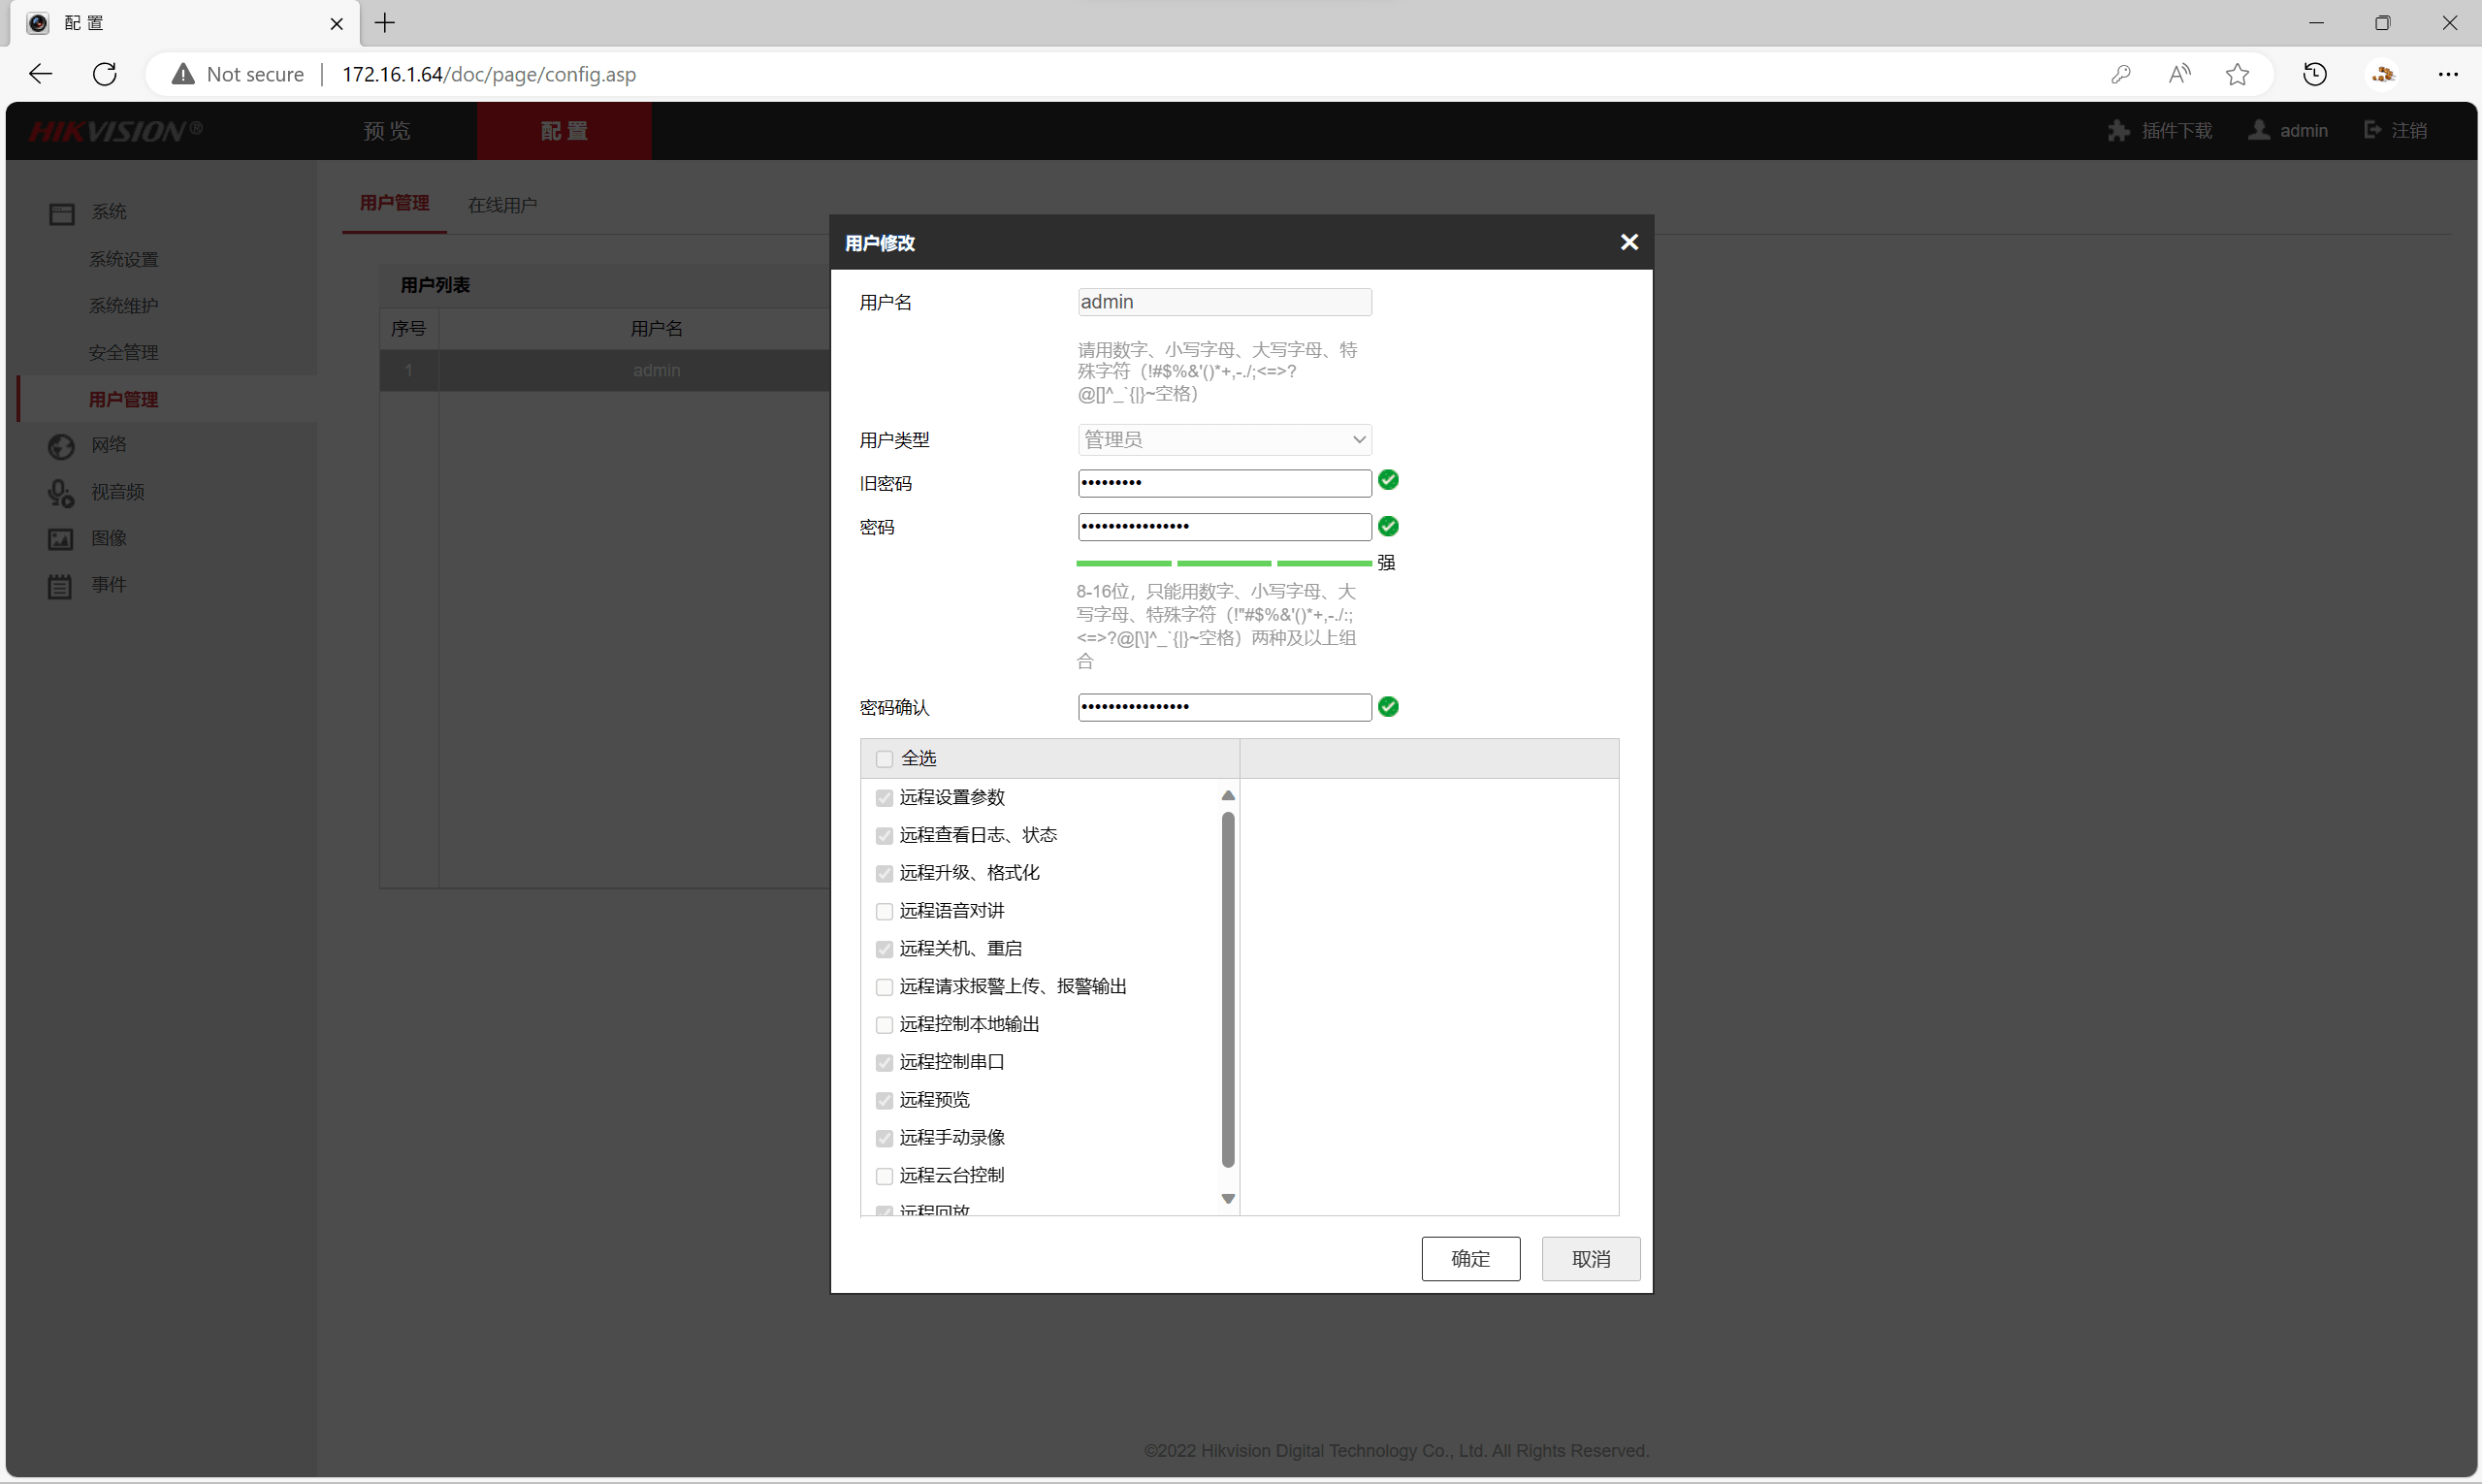 配 置
Not secure 172.16.1.64/doc/page/config.asp
HIKVISION® 预 览 配 置 插件下载 admin 注销
系统
系统设置
系统维护
安全管理
用户管理
网络
视音频
图像
事件
用户管理 在线用户
用户列表
序号 用户名
1 admin
用户修改
用户名 admin
请用数字、小写字母、大写字母、特
殊字符（!#$%&'()*+,-./;<=>?
@[]^_`{|}~空格）
用户类型 管理员
旧密码 •••••••••
密码 ••••••••••••••••
强
8-16位，只能用数字、小写字母、大
写字母、特殊字符（!"#$%&'()*+,-./:;
<=>?@[\]^_`{|}~空格）两种及以上组
合
密码确认 ••••••••••••••••
全选
远程设置参数
远程查看日志、状态
远程升级、格式化
远程语音对讲
远程关机、重启
远程请求报警上传、报警输出
远程控制本地输出
远程控制串口
远程预览
远程手动录像
远程云台控制
远程回放
确定 取消
©2022 Hikvision Digital Technology Co., Ltd. All Rights Reserved.